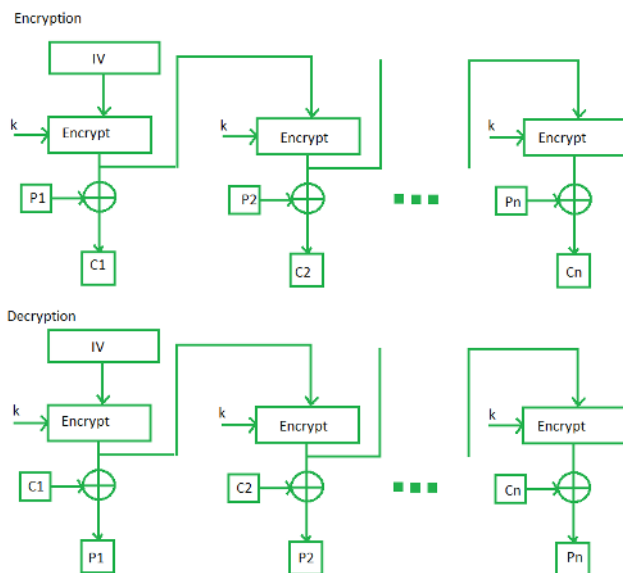 Encryption
IV
k Encrypt k Encrypt k Encrypt
P1 P2 Pn
C1 C2 Cn
Decryption
IV
k Encrypt k Encrypt k Encrypt
C1 C2 Cn
P1 P2 Pn